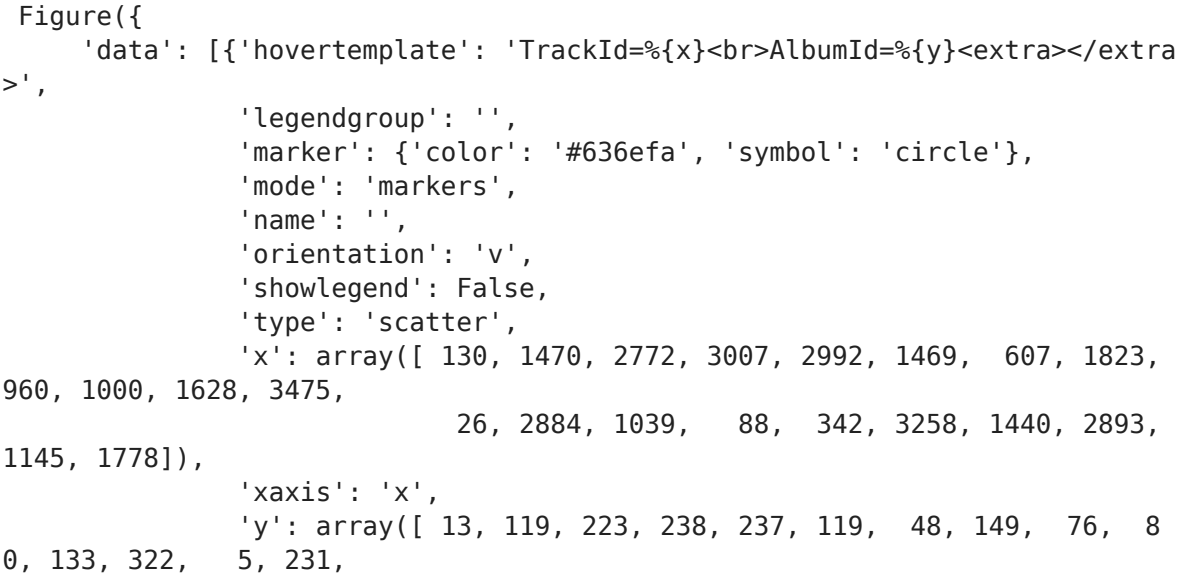 Figure({
    'data': [{'hovertemplate': 'TrackId=%{x}<br>AlbumId=%{y}<extra></extra
>',
              'legendgroup': '',
              'marker': {'color': '#636efa', 'symbol': 'circle'},
              'mode': 'markers',
              'name': '',
              'orientation': 'v',
              'showlegend': False,
              'type': 'scatter',
              'x': array([ 130, 1470, 2772, 3007, 2992, 1469,  607, 1823,
960, 1000, 1628, 3475,
                           26, 2884, 1039,   88,  342, 3258, 1440, 2893,
1145, 1778]),
              'xaxis': 'x',
              'y': array([ 13, 119, 223, 238, 237, 119,  48, 149,  76,  8
0, 133, 322,   5, 231,